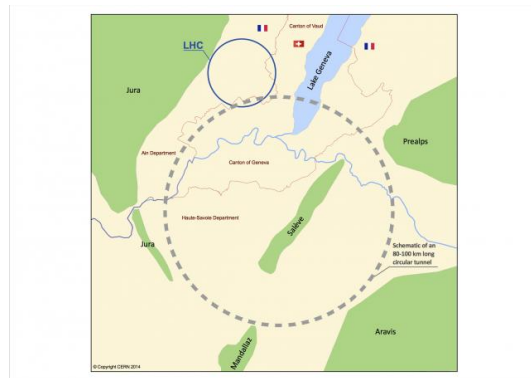 Canton of Vaud
LHC
Lake Geneva
Jura
Prealps
Ain Department
Canton of Geneva
Haute-Savoie Department
Salève
Jura
Schematic of an
80-100 km long
circular tunnel
Aravis
Mandallaz
© Copyright CERN 2014